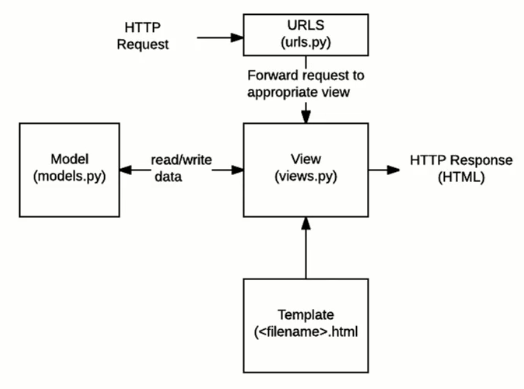 HTTP
Request
URLS
(urls.py)
Forward request to
appropriate view
Model
(models.py)
read/write
data
View
(views.py)
HTTP Response
(HTML)
Template
(<filename>.html